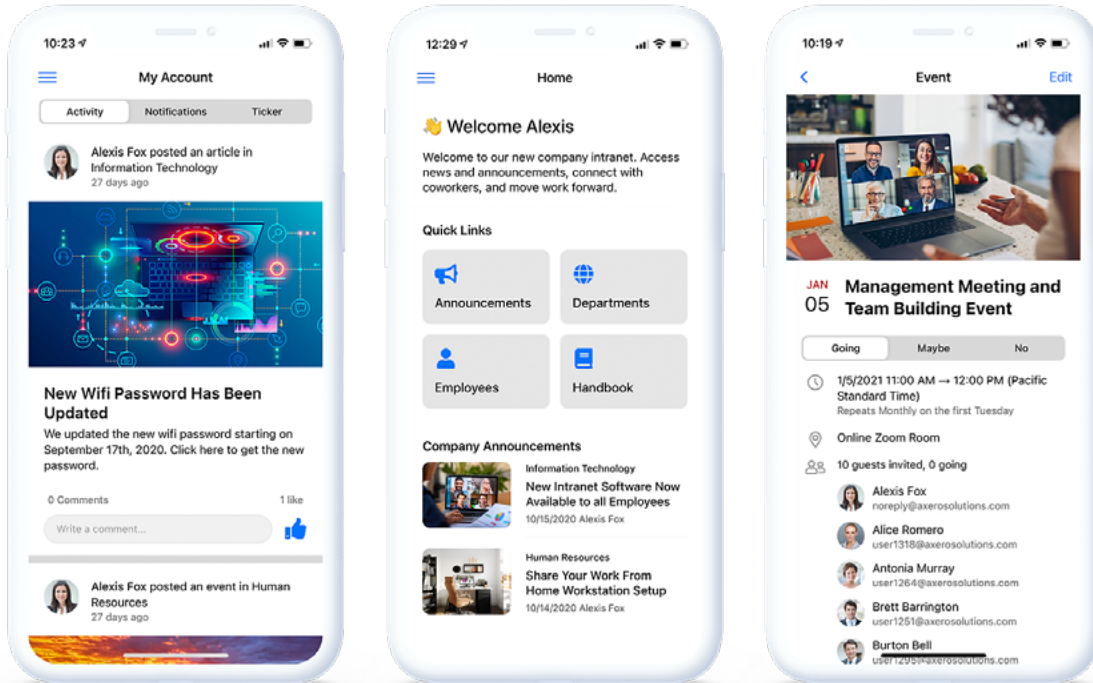 10:23
My Account
Activity
Notifications
Ticker
Alexis Fox posted an article in
Information Technology
27 days ago
New Wifi Password Has Been
Updated
We updated the new wifi password starting on
September 17th, 2020. Click here to get the new
password.
0 Comments
1 like
Write a comment...
Alexis Fox posted an event in Human
Resources
27 days ago
12:29
Home
👋 Welcome Alexis
Welcome to our new company intranet. Access
news and announcements, connect with
coworkers, and move work forward.
Quick Links
Announcements
Departments
Employees
Handbook
Company Announcements
Information Technology
New Intranet Software Now
Available to all Employees
10/15/2020 Alexis Fox
Human Resources
Share Your Work From
Home Workstation Setup
10/14/2020 Alexis Fox
10:19
Event
Edit
JAN
05
Management Meeting and
Team Building Event
Going
Maybe
No
1/5/2021 11:00 AM → 12:00 PM (Pacific
Standard Time)
Repeats Monthly on the first Tuesday
Online Zoom Room
10 guests invited, 0 going
Alexis Fox
noreply@axerosolutions.com
Alice Romero
user1318@axerosolutions.com
Antonia Murray
user1264@axerosolutions.com
Brett Barrington
user1251@axerosolutions.com
Burton Bell
user1295@axerosolutions.com